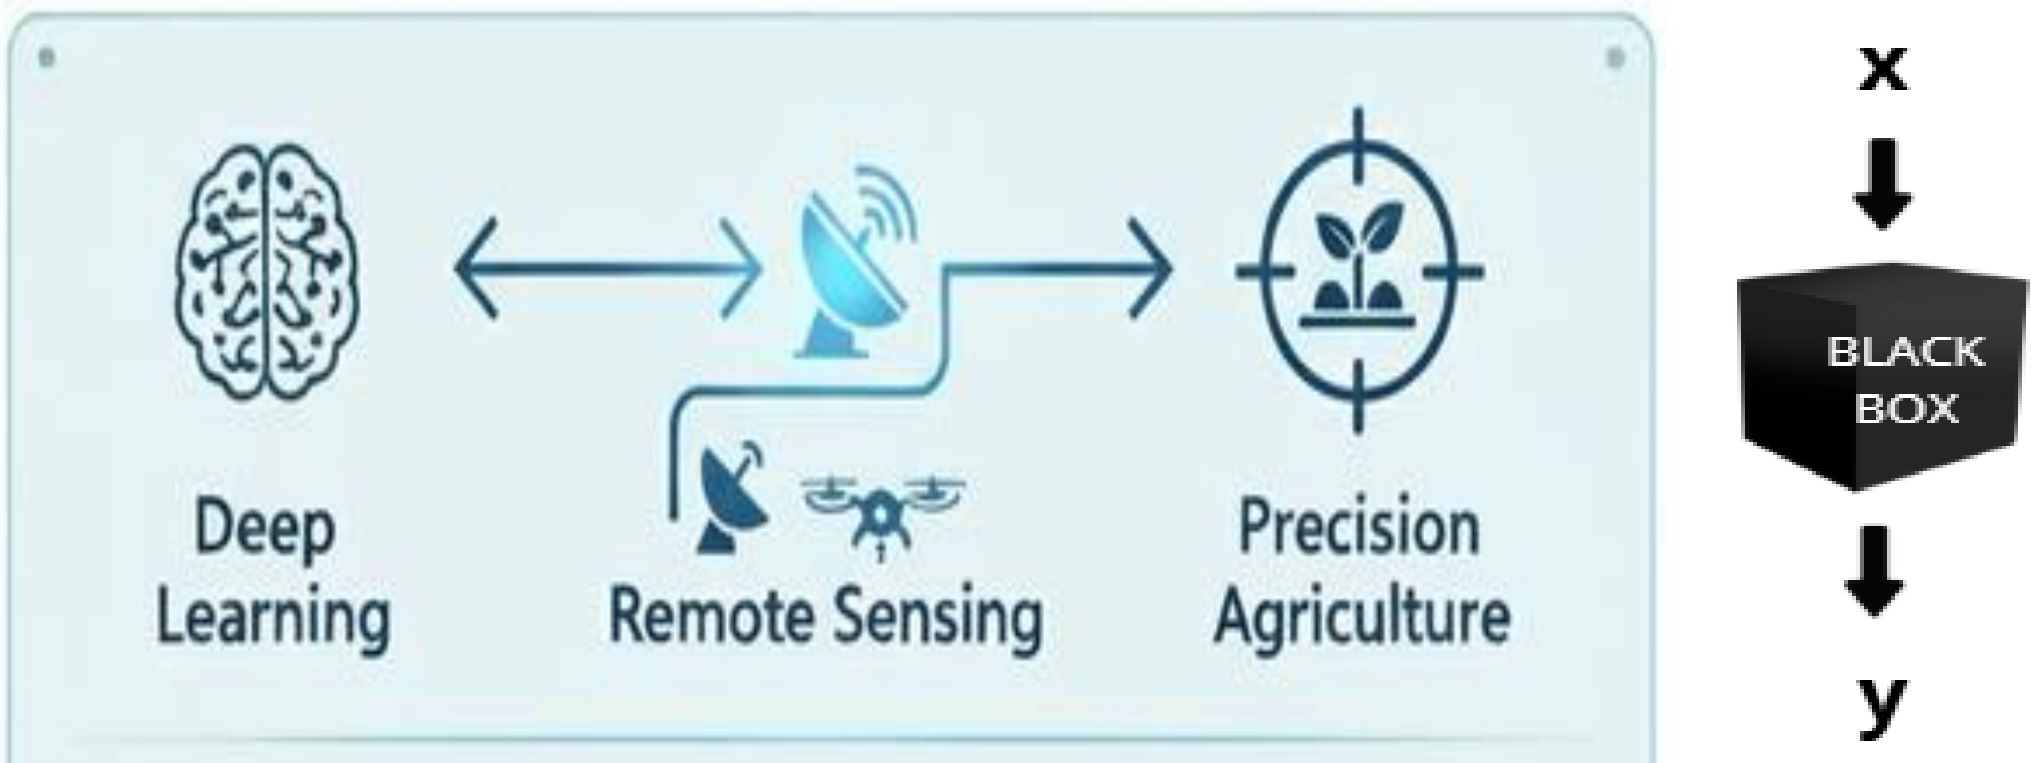 Deep
Learning
Remote Sensing
Precision
Agriculture
x
BLACK
BOX
y